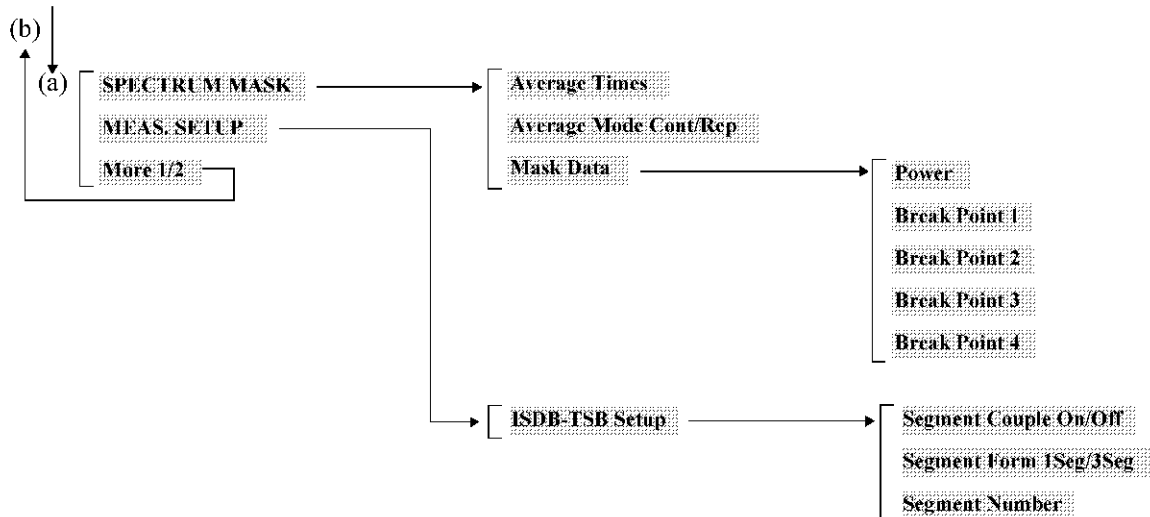 (b)
(a)
SPECTRUM MASK
MEAS. SETUP
More 1/2
Average Times
Average Mode Cont/Rep
Mask Data
Power
Break Point 1
Break Point 2
Break Point 3
Break Point 4
ISDB-TSB Setup
Segment Couple On/Off
Segment Form 1Seg/3Seg
Segment Number